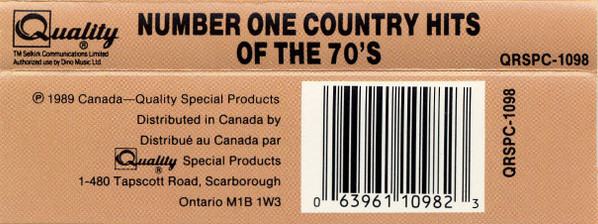 Quality®
TM Selkirk Communications Limited
Authorized use by Dino Music Ltd
NUMBER ONE COUNTRY HITS
OF THE 70'S
QRSPC-1098
℗ 1989 Canada—Quality Special Products
Distributed in Canada by
Distribué au Canada par
Quality® Special Products
1-480 Tapscott Road, Scarborough
Ontario M1B 1W3
0 63961 10982 3
QRSPC-1098